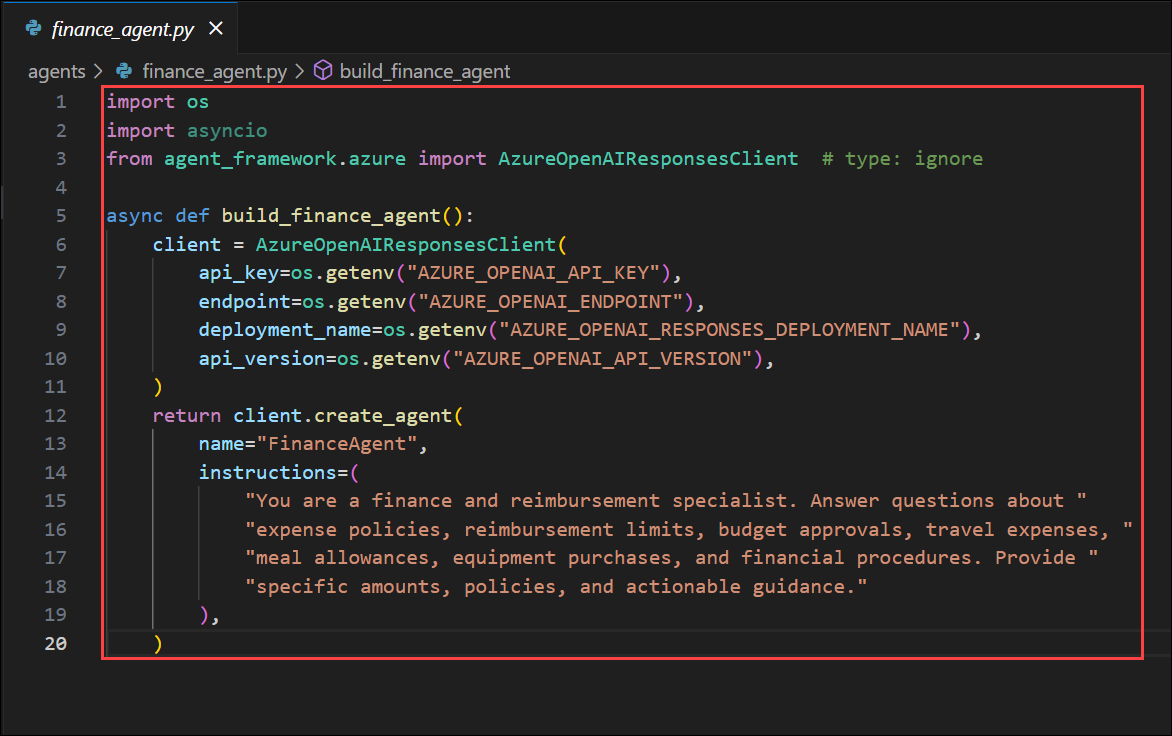 finance_agent.py
agents > finance_agent.py > build_finance_agent
1 import os
2 import asyncio
3 from agent_framework.azure import AzureOpenAIResponsesClient  # type: ignore
4
5 async def build_finance_agent():
6     client = AzureOpenAIResponsesClient(
7         api_key=os.getenv("AZURE_OPENAI_API_KEY"),
8         endpoint=os.getenv("AZURE_OPENAI_ENDPOINT"),
9         deployment_name=os.getenv("AZURE_OPENAI_RESPONSES_DEPLOYMENT_NAME"),
10         api_version=os.getenv("AZURE_OPENAI_API_VERSION"),
11     )
12     return client.create_agent(
13         name="FinanceAgent",
14         instructions=(
15             "You are a finance and reimbursement specialist. Answer questions about "
16             "expense policies, reimbursement limits, budget approvals, travel expenses, "
17             "meal allowances, equipment purchases, and financial procedures. Provide "
18             "specific amounts, policies, and actionable guidance."
19         ),
20     )